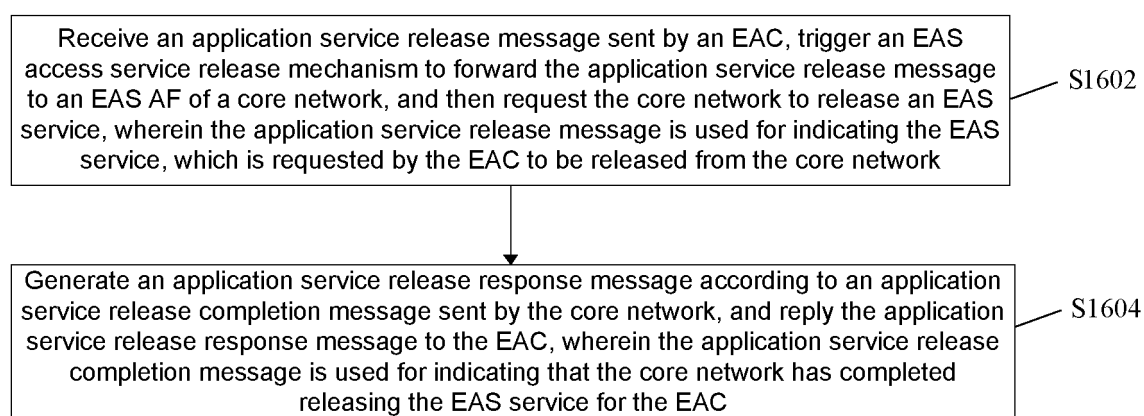 Receive an application service release message sent by an EAC, trigger an EAS
access service release mechanism to forward the application service release message
to an EAS AF of a core network, and then request the core network to release an EAS
service, wherein the application service release message is used for indicating the EAS
service, which is requested by the EAC to be released from the core network
S1602
Generate an application service release response message according to an application
service release completion message sent by the core network, and reply the application
service release response message to the EAC, wherein the application service release
completion message is used for indicating that the core network has completed
releasing the EAS service for the EAC
S1604